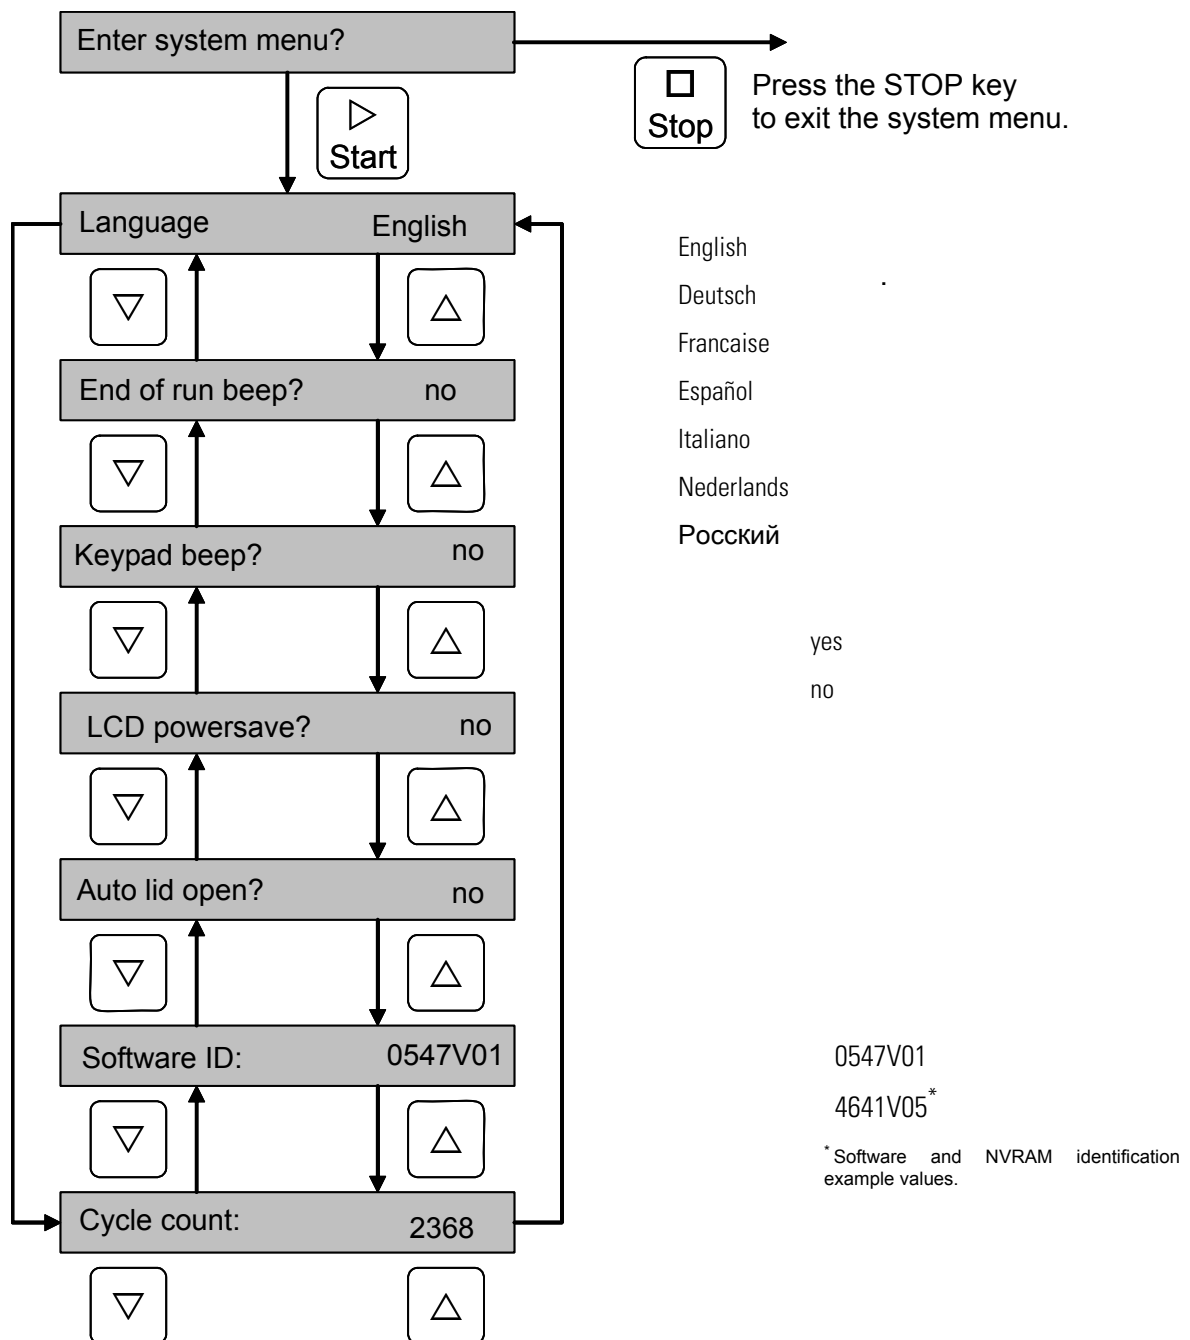 Enter system menu?
Start
Stop
Press the STOP key
to exit the system menu.
Language English
End of run beep? no
Keypad beep? no
LCD powersave? no
Auto lid open? no
Software ID: 0547V01
Cycle count: 2368
English
Deutsch
Francaise
Español
Italiano
Nederlands
Росский
yes
no
0547V01
4641V05*
* Software and NVRAM identification
example values.